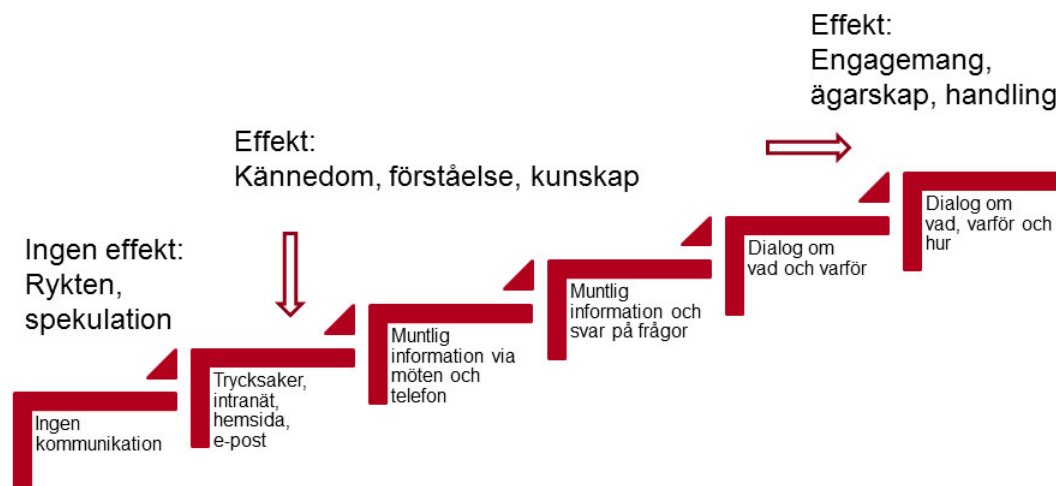 Effekt:
Engagemang,
ägarskap, handling
Effekt:
Kännedom, förståelse, kunskap
Ingen effekt:
Rykten,
spekulation
Ingen
kommunikation
Trycksaker,
intranät,
hemsida,
e-post
Muntlig
information via
möten och
telefon
Muntlig
information och
svar på frågor
Dialog om
vad och varför
Dialog om
vad, varför och
hur